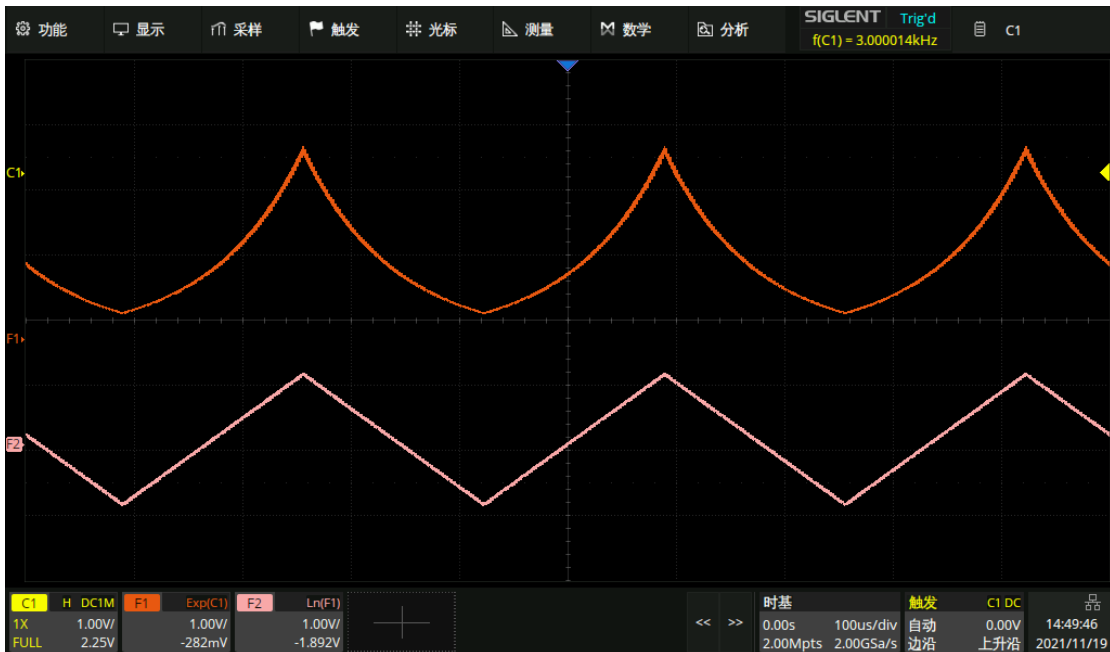 功能 显示 采样 触发 光标 测量 数学 分析 SIGLENT Trig'd C1
f(C1) = 3.000014kHz
C1
F1
F2
C1 H DC1M F1 Exp(C1) F2 Ln(F1) 时基 触发 C1 DC
1X 1.00V/ 1.00V/ 1.00V/ << >> 0.00s 100us/div 自动 0.00V 14:49:46
FULL 2.25V -282mV -1.892V 2.00Mpts 2.00GSa/s 边沿 上升沿 2021/11/19